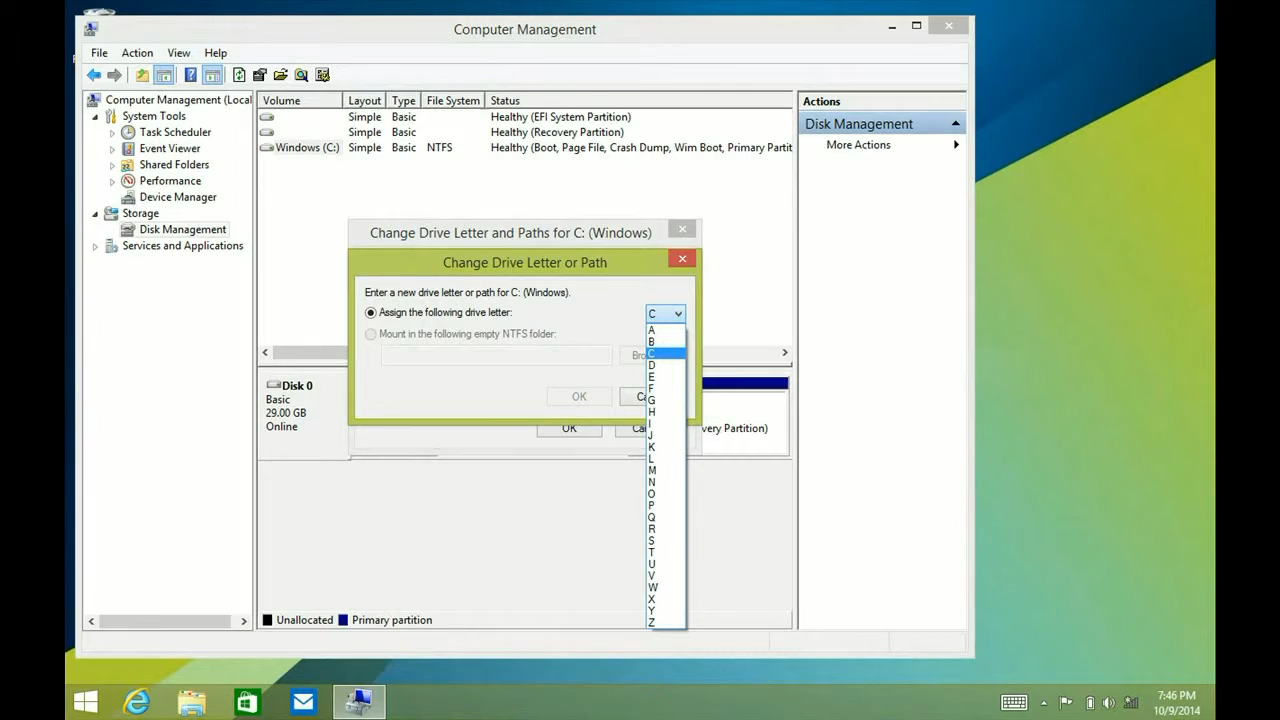 Computer Management
File Action View Help
Computer Management (Local
System Tools
Task Scheduler
Event Viewer
Shared Folders
Performance
Device Manager
Storage
Disk Management
Services and Applications
Volume Layout Type File System Status
Simple Basic Healthy (EFI System Partition)
Simple Basic Healthy (Recovery Partition)
Windows (C:) Simple Basic NTFS Healthy (Boot, Page File, Crash Dump, Wim Boot, Primary Partit
Actions
Disk Management
More Actions
Change Drive Letter and Paths for C: (Windows)
Change Drive Letter or Path
Enter a new drive letter or path for C: (Windows).
Assign the following drive letter: C
Mount in the following empty NTFS folder:
Bro
OK Ca
A
B
C
D
E
F
G
H
I
J
K
L
M
N
O
P
Q
R
S
T
U
V
W
X
Y
Z
OK Ca
Disk 0
Basic
29.00 GB
Online
very Partition)
Unallocated Primary partition
7:46 PM
10/9/2014